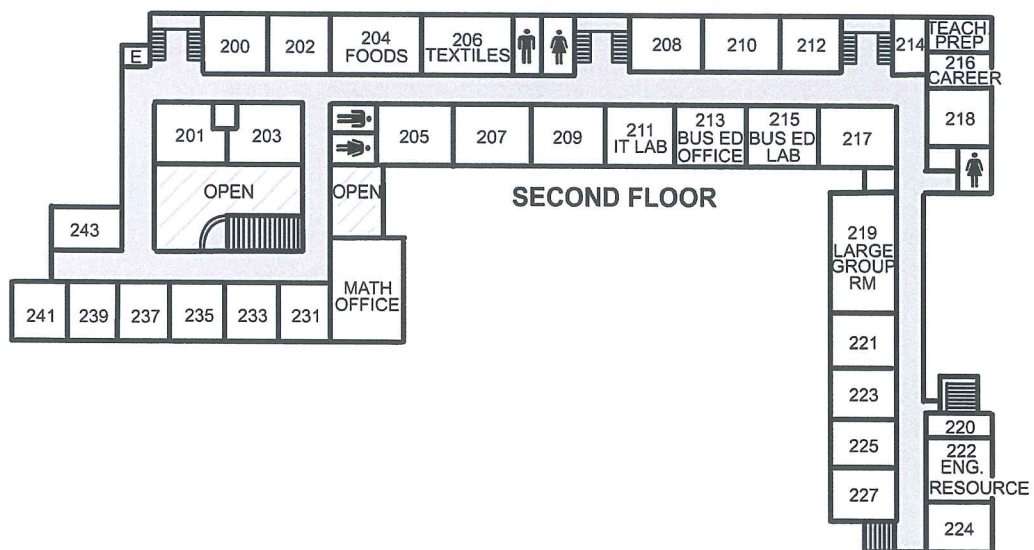 TEACH.
PREP
200
202
204
FOODS
206
TEXTILES
208
210
212
214
216
CAREER
E
218
201
203
205
207
209
211
IT LAB
213
BUS ED
OFFICE
215
BUS ED
LAB
217
OPEN
OPEN
SECOND FLOOR
243
219
LARGE
GROUP
RM
MATH
OFFICE
241
239
237
235
233
231
221
223
220
225
222
ENG.
RESOURCE
227
224